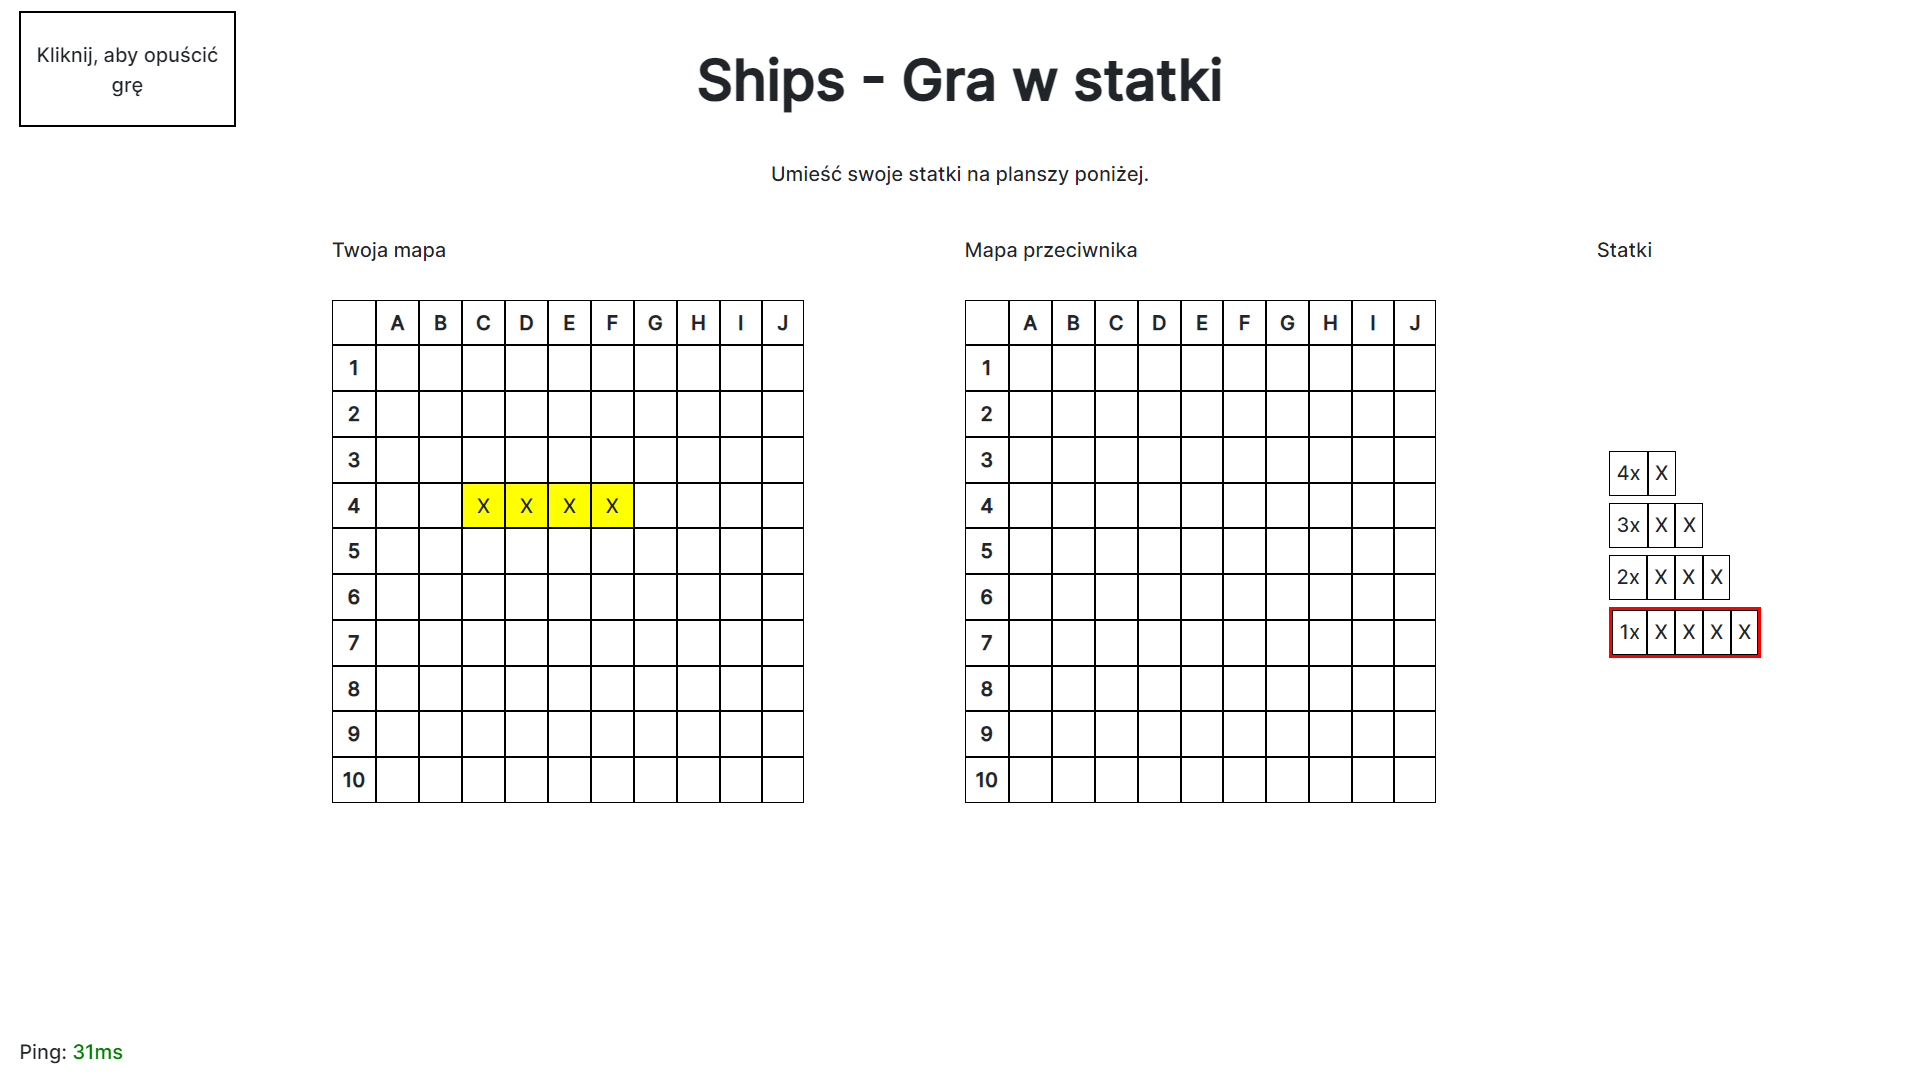 Kliknij, aby opuścić
grę
Ships - Gra w statki
Umieść swoje statki na planszy poniżej.
Twoja mapa
A B C D E F G H I J
1
2
3
4 X X X X
5
6
7
8
9
10
Mapa przeciwnika
A B C D E F G H I J
1
2
3
4
5
6
7
8
9
10
Statki
4x X
3x X X
2x X X X
1x X X X X
Ping: 31ms